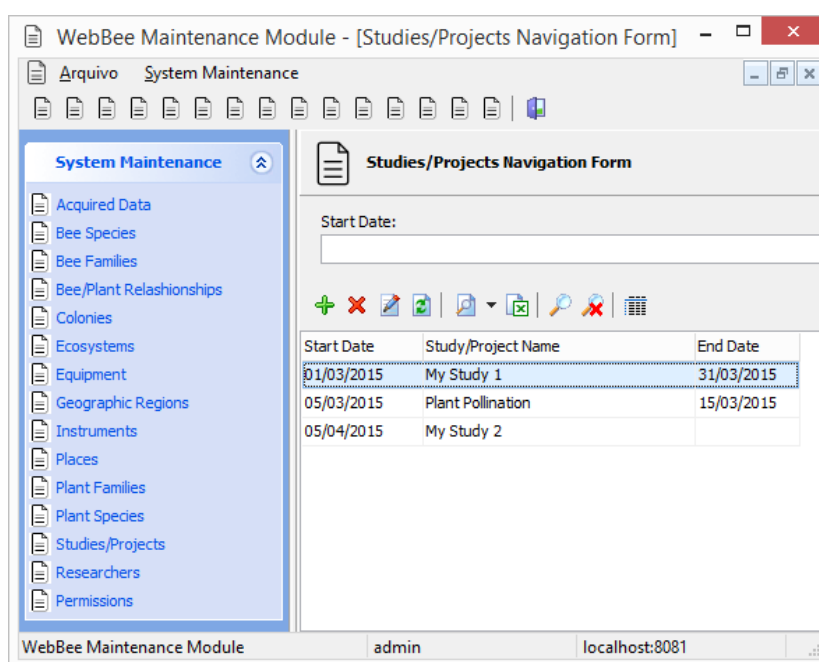 WebBee Maintenance Module - [Studies/Projects Navigation Form]
Arquivo System Maintenance
System Maintenance
Acquired Data
Bee Species
Bee Families
Bee/Plant Relashionships
Colonies
Ecosystems
Equipment
Geographic Regions
Instruments
Places
Plant Families
Plant Species
Studies/Projects
Researchers
Permissions
Studies/Projects Navigation Form
Start Date:
Start Date Study/Project Name End Date
01/03/2015 My Study 1 31/03/2015
05/03/2015 Plant Pollination 15/03/2015
05/04/2015 My Study 2
WebBee Maintenance Module admin localhost:8081